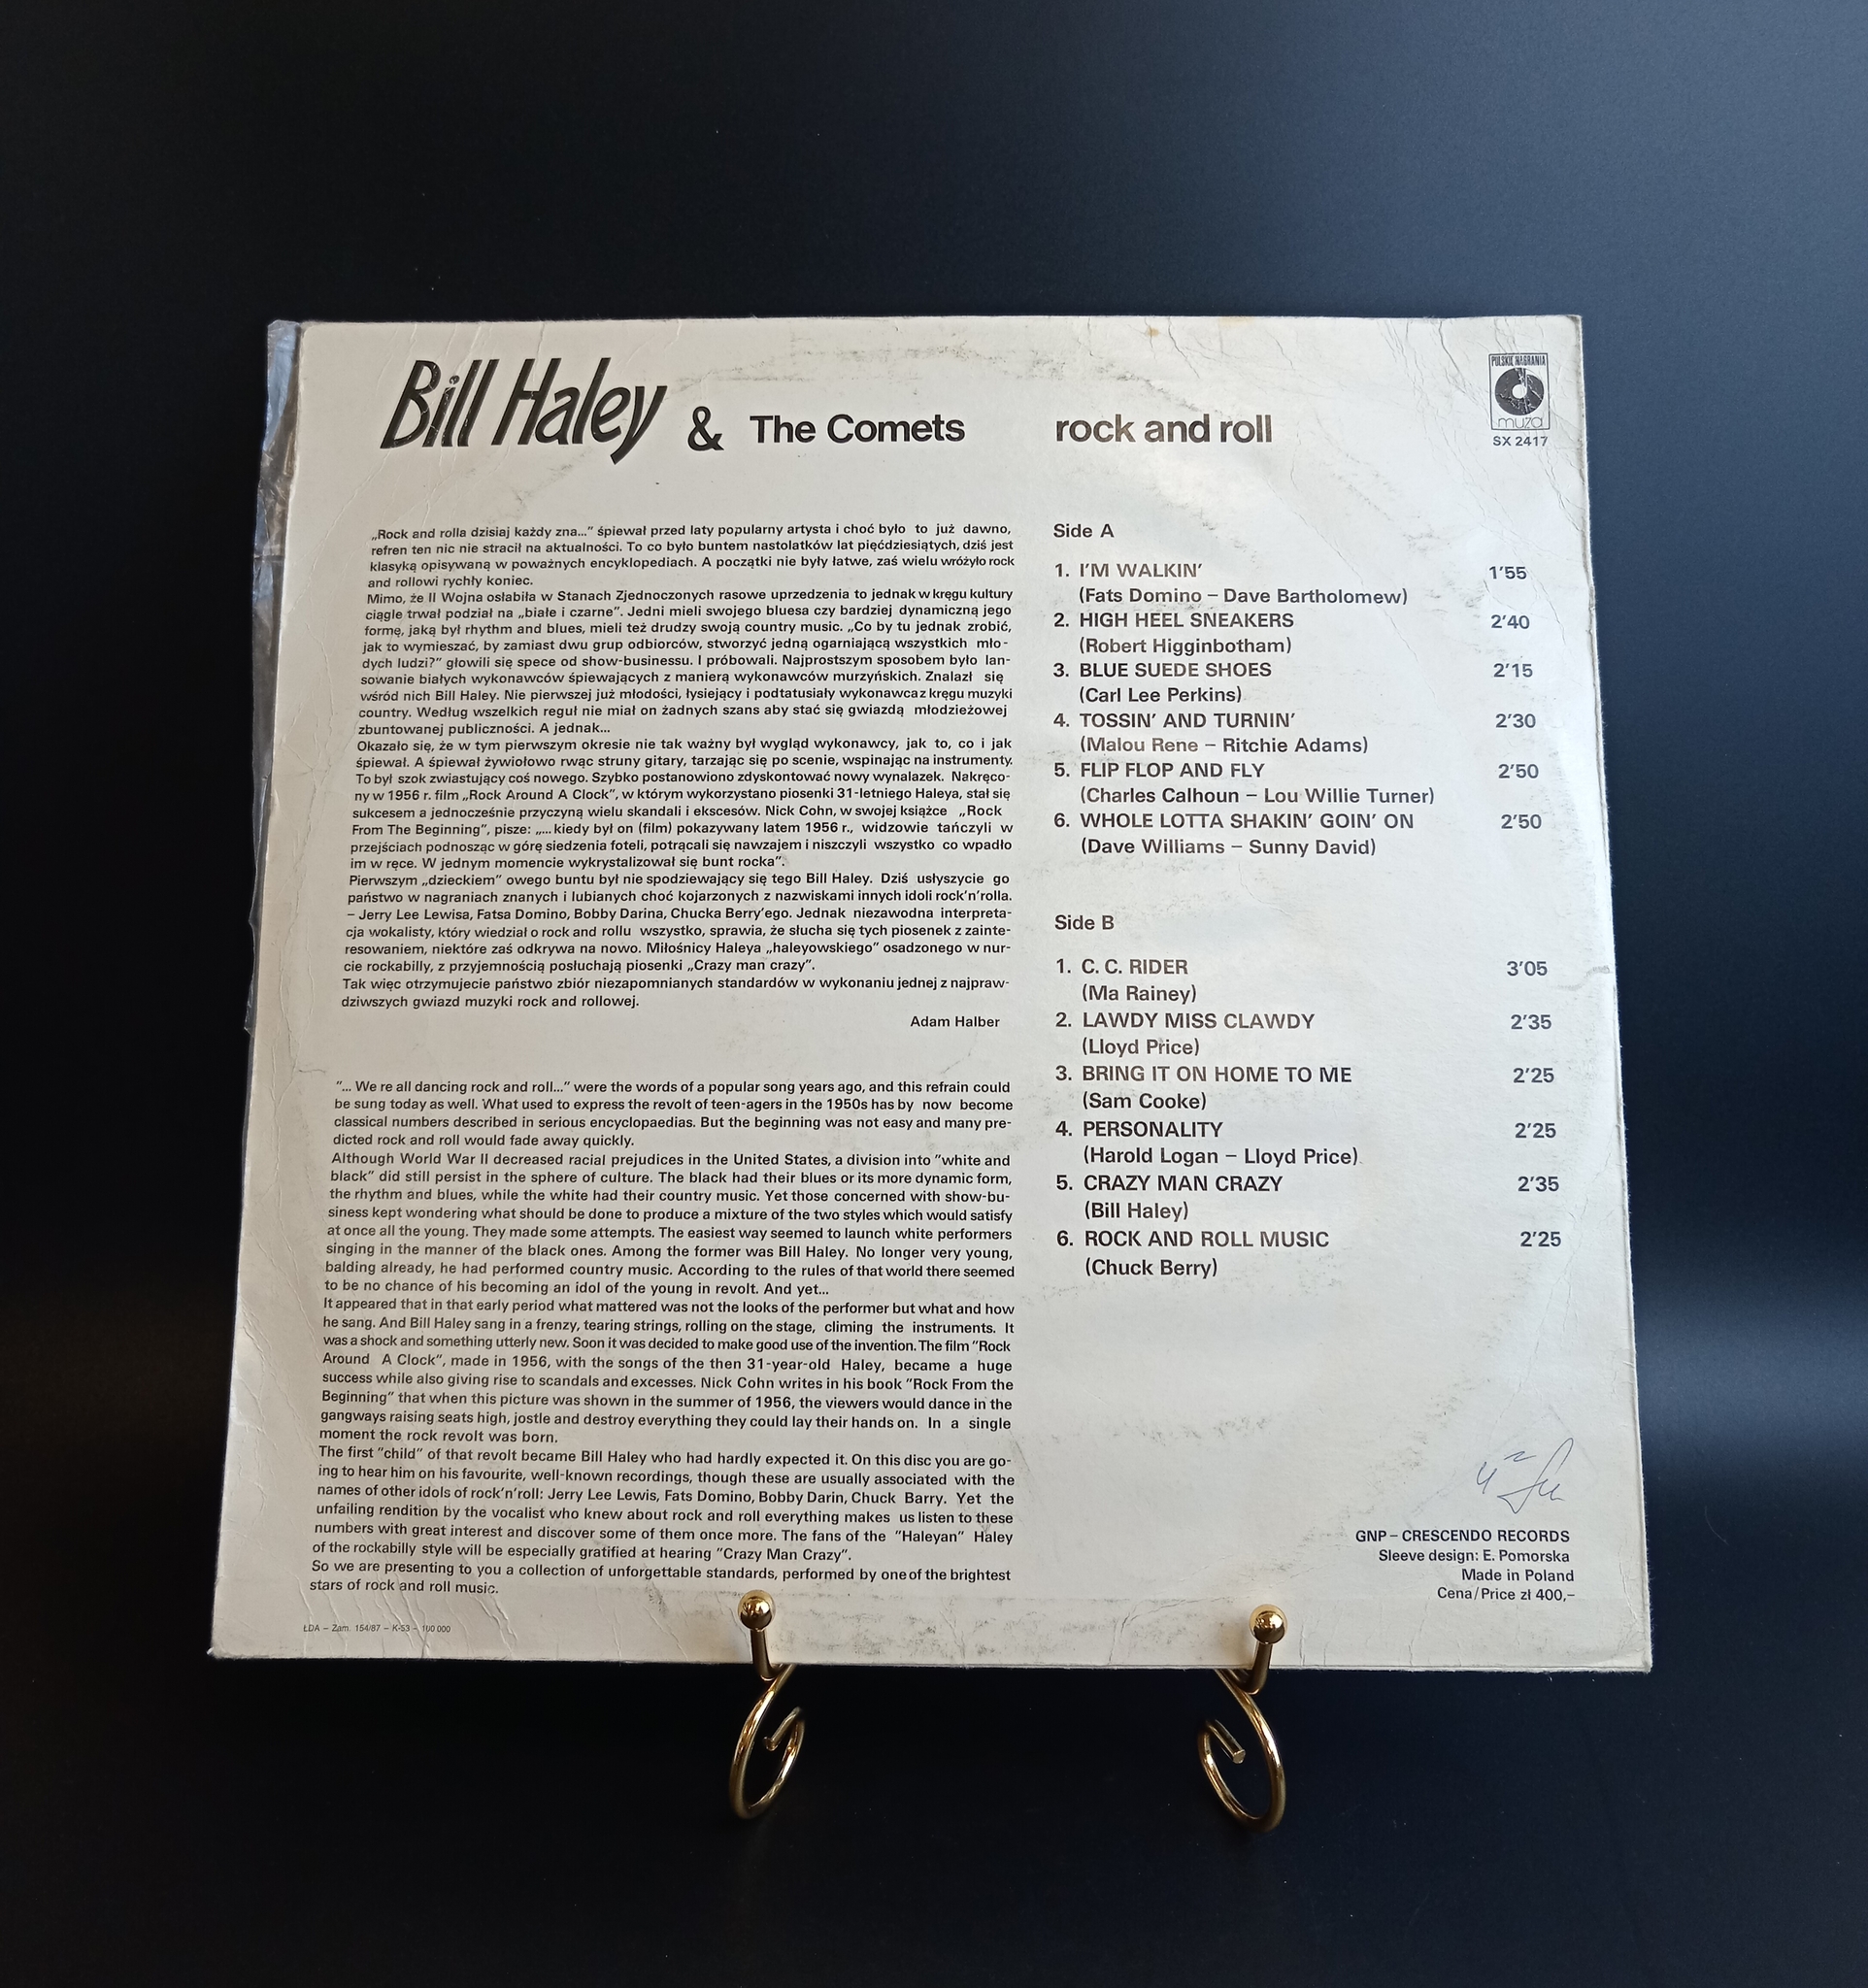 Bill Haley & The Comets
rock and roll
POLSKIE NAGRANIA
muza
SX 2417
„Rock and rolla dzisiaj każdy zna...” śpiewał przed laty popularny artysta i choć było to już dawno,
refren ten nic nie stracił na aktualności. To co było buntem nastolatków lat pięćdziesiątych, dziś jest
klasyką opisywaną w poważnych encyklopediach. A początki nie były łatwe, zaś wielu wróżyło rock
and rollowi rychły koniec.
Mimo, że II Wojna osłabiła w Stanach Zjednoczonych rasowe uprzedzenia to jednak w kręgu kultury
ciągle trwał podział na „białe i czarne”. Jedni mieli swojego bluesa czy bardziej dynamiczną jego
formę, jaką był rhythm and blues, mieli też drudzy swoją country music. „Co by tu jednak zrobić,
jak to wymieszać, by zamiast dwu grup odbiorców, stworzyć jedną ogarniającą wszystkich mło-
dych ludzi?” głowili się spece od show-businessu. I próbowali. Najprostszym sposobem było lan-
sowanie białych wykonawców śpiewających z manierą wykonawców murzyńskich. Znalazł się
wśród nich Bill Haley. Nie pierwszej już młodości, łysiejący i podtatusiały wykonawca z kręgu muzyki
country. Według wszelkich reguł nie miał on żadnych szans aby stać się gwiazdą młodzieżowej
zbuntowanej publiczności. A jednak...
Okazało się, że w tym pierwszym okresie nie tak ważny był wygląd wykonawcy, jak to, co i jak
śpiewał. A śpiewał żywiołowo rwąc struny gitary, tarzając się po scenie, wspinając na instrumenty.
To był szok zwiastujący coś nowego. Szybko postanowiono zdyskontować nowy wynalazek. Nakręco-
ny w 1956 r. film „Rock Around A Clock”, w którym wykorzystano piosenki 31-letniego Haleya, stał się
sukcesem a jednocześnie przyczyną wielu skandali i ekscesów. Nick Cohn, w swojej książce „Rock
From The Beginning”, pisze: „... kiedy był on (film) pokazywany latem 1956 r., widzowie tańczyli w
przejściach podnosząc w górę siedzenia foteli, potrącali się nawzajem i niszczyli wszystko co wpadło
im w ręce. W jednym momencie wykrystalizował się bunt rocka”.
Pierwszym „dzieckiem” owego buntu był nie spodziewający się tego Bill Haley. Dziś usłyszycie go
państwo w nagraniach znanych i lubianych choć kojarzonych z nazwiskami innych idoli rock'n'rolla.
– Jerry Lee Lewisa, Fatsa Domino, Bobby Darina, Chucka Berry'ego. Jednak niezawodna interpreta-
cja wokalisty, który wiedział o rock and rollu wszystko, sprawia, że słucha się tych piosenek z zainte-
resowaniem, niektóre zaś odkrywa na nowo. Miłośnicy Haleya „haleyowskiego” osadzonego w nur-
cie rockabilly, z przyjemnością posłuchają piosenki „Crazy man crazy”.
Tak więc otrzymujecie państwo zbiór niezapomnianych standardów w wykonaniu jednej z najpraw-
dziwszych gwiazd muzyki rock and rollowej.
Adam Halber
"... We re all dancing rock and roll..." were the words of a popular song years ago, and this refrain could
be sung today as well. What used to express the revolt of teen-agers in the 1950s has by now become
classical numbers described in serious encyclopaedias. But the beginning was not easy and many pre-
dicted rock and roll would fade away quickly.
Although World War II decreased racial prejudices in the United States, a division into "white and
black" did still persist in the sphere of culture. The black had their blues or its more dynamic form,
the rhythm and blues, while the white had their country music. Yet those concerned with show-bu-
siness kept wondering what should be done to produce a mixture of the two styles which would satisfy
at once all the young. They made some attempts. The easiest way seemed to launch white performers
singing in the manner of the black ones. Among the former was Bill Haley. No longer very young,
balding already, he had performed country music. According to the rules of that world there seemed
to be no chance of his becoming an idol of the young in revolt. And yet...
It appeared that in that early period what mattered was not the looks of the performer but what and how
he sang. And Bill Haley sang in a frenzy, tearing strings, rolling on the stage, climing the instruments. It
was a shock and something utterly new. Soon it was decided to make good use of the invention. The film "Rock
Around A Clock", made in 1956, with the songs of the then 31-year-old Haley, became a huge
success while also giving rise to scandals and excesses. Nick Cohn writes in his book "Rock From the
Beginning" that when this picture was shown in the summer of 1956, the viewers would dance in the
gangways raising seats high, jostle and destroy everything they could lay their hands on. In a single
moment the rock revolt was born.
The first "child" of that revolt became Bill Haley who had hardly expected it. On this disc you are go-
ing to hear him on his favourite, well-known recordings, though these are usually associated with the
names of other idols of rock'n'roll: Jerry Lee Lewis, Fats Domino, Bobby Darin, Chuck Barry. Yet the
unfailing rendition by the vocalist who knew about rock and roll everything makes us listen to these
numbers with great interest and discover some of them once more. The fans of the "Haleyan" Haley
of the rockabilly style will be especially gratified at hearing "Crazy Man Crazy".
So we are presenting to you a collection of unforgettable standards, performed by one of the brightest
stars of rock and roll music.
ŁDA – Zam. 154/87 – K-53 – 100 000
Side A
1. I'M WALKIN' 1'55
(Fats Domino – Dave Bartholomew)
2. HIGH HEEL SNEAKERS 2'40
(Robert Higginbotham)
3. BLUE SUEDE SHOES 2'15
(Carl Lee Perkins)
4. TOSSIN' AND TURNIN' 2'30
(Malou Rene – Ritchie Adams)
5. FLIP FLOP AND FLY 2'50
(Charles Calhoun – Lou Willie Turner)
6. WHOLE LOTTA SHAKIN' GOIN' ON 2'50
(Dave Williams – Sunny David)
Side B
1. C. C. RIDER 3'05
(Ma Rainey)
2. LAWDY MISS CLAWDY 2'35
(Lloyd Price)
3. BRING IT ON HOME TO ME 2'25
(Sam Cooke)
4. PERSONALITY 2'25
(Harold Logan – Lloyd Price)
5. CRAZY MAN CRAZY 2'35
(Bill Haley)
6. ROCK AND ROLL MUSIC 2'25
(Chuck Berry)
GNP – CRESCENDO RECORDS
Sleeve design: E. Pomorska
Made in Poland
Cena/Price zł 400,–